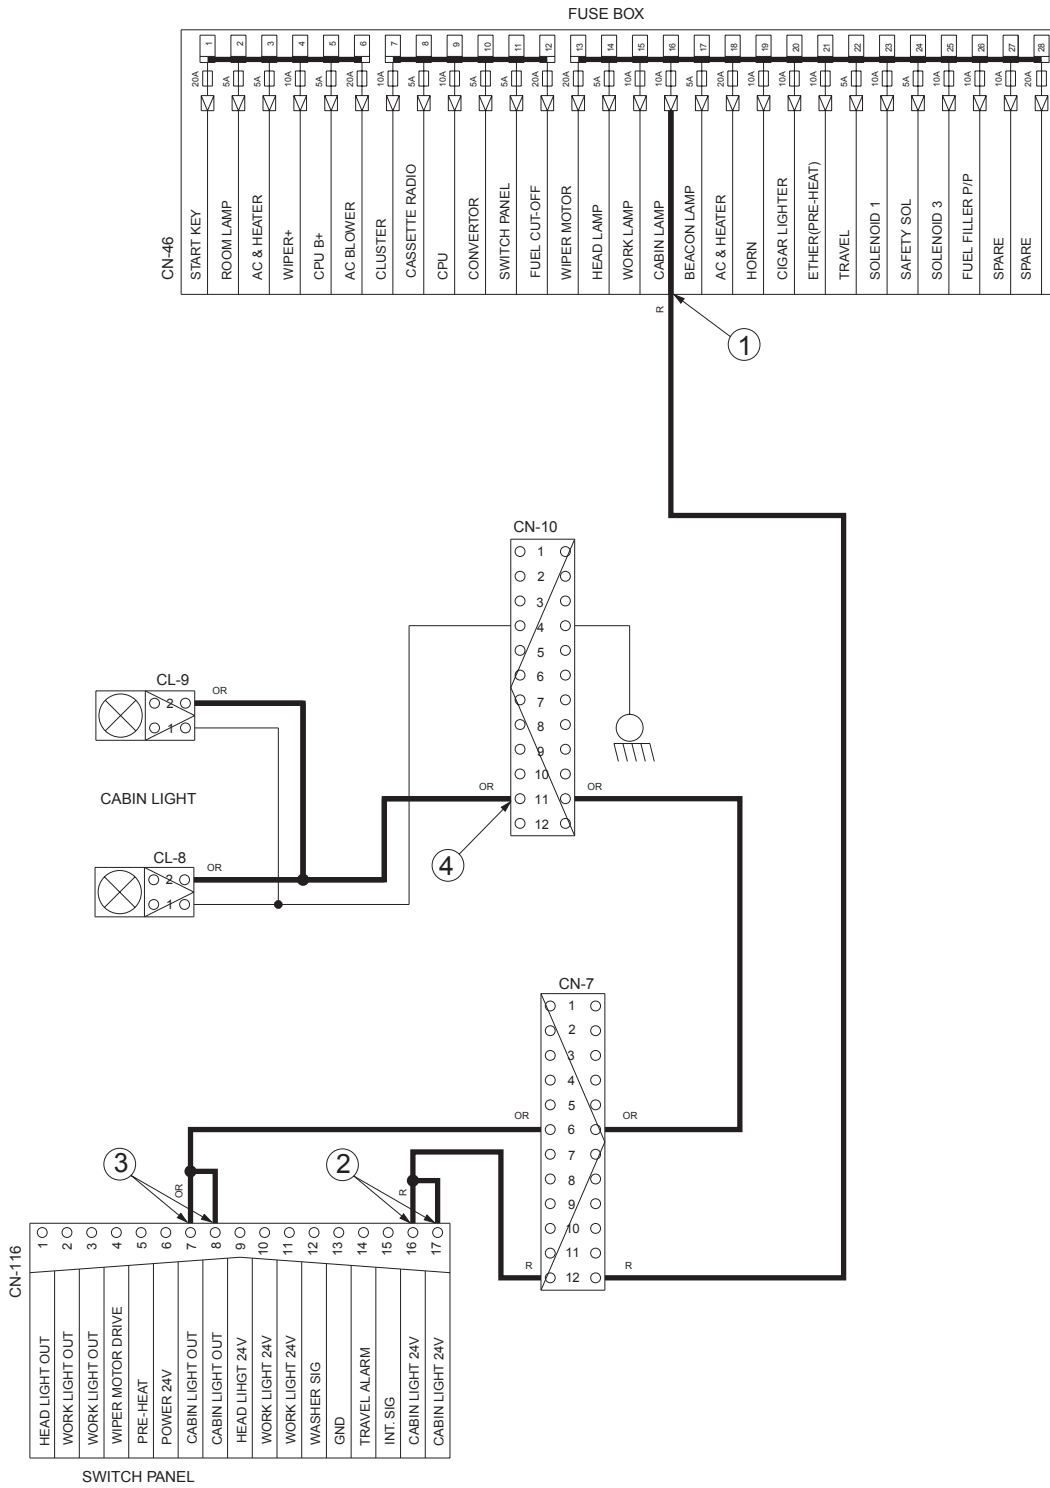 FUSE BOX
1 2 3 4 5 6 7 8 9 10 11 12 13 14 15 16 17 18 19 20 21 22 23 24 25 26 27 28
20A 5A 5A 10A 5A 20A 10A 5A 10A 5A 5A 20A 10A 5A 10A 10A 5A 20A 10A 10A 10A 5A 10A 5A 10A 10A 10A 20A
CN-46
START KEY
ROOM LAMP
AC & HEATER
WIPER+
CPU B+
AC BLOWER
CLUSTER
CASSETTE RADIO
CPU
CONVERTOR
SWITCH PANEL
FUEL CUT-OFF
WIPER MOTOR
HEAD LAMP
WORK LAMP
CABIN LAMP
BEACON LAMP
AC & HEATER
HORN
CIGAR LIGHTER
ETHER(PRE-HEAT)
TRAVEL
SOLENOID 1
SAFETY SOL
SOLENOID 3
FUEL FILLER P/P
SPARE
SPARE
R
1
CN-10
1
2
3
4
5
6
7
8
9
10
OR 11 OR
12
4
CL-9
OR
2
1
CABIN LIGHT
CL-8
OR
2
1
CN-7
1
2
3
4
5
OR 6 OR
7
8
9
10
11
R 12 R
3
2
OR
R
CN-116
1 2 3 4 5 6 7 8 9 10 11 12 13 14 15 16 17
HEAD LIGHT OUT
WORK LIGHT OUT
WORK LIGHT OUT
WIPER MOTOR DRIVE
PRE-HEAT
POWER 24V
CABIN LIGHT OUT
CABIN LIGHT OUT
HEAD LIHGT 24V
WORK LIGHT 24V
WORK LIGHT 24V
WASHER SIG
GND
TRAVEL ALARM
INT. SIG
CABIN LIGHT 24V
CABIN LIGHT 24V
SWITCH PANEL